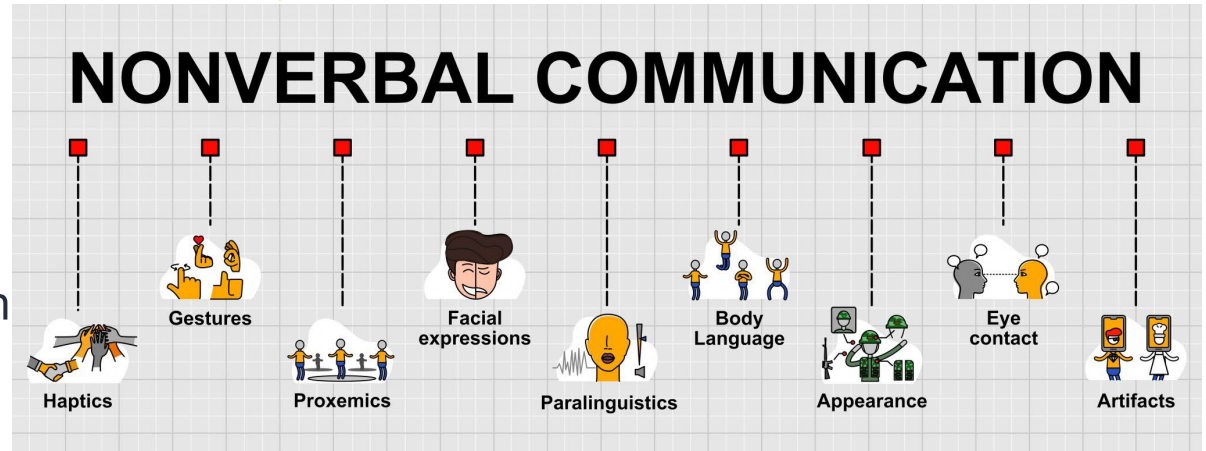 NONVERBAL COMMUNICATION
n
Haptics
Gestures
Proxemics
Facial
expressions
Paralinguistics
Body
Language
Appearance
Eye
contact
Artifacts